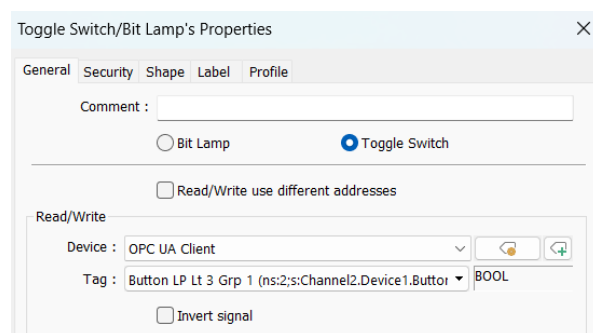 Toggle Switch/Bit Lamp's Properties
General Security Shape Label Profile
Comment :
Bit Lamp Toggle Switch
Read/Write use different addresses
Read/Write
Device : OPC UA Client
Tag : Button LP Lt 3 Grp 1 (ns:2;s:Channel2.Device1.Button BOOL
Invert signal